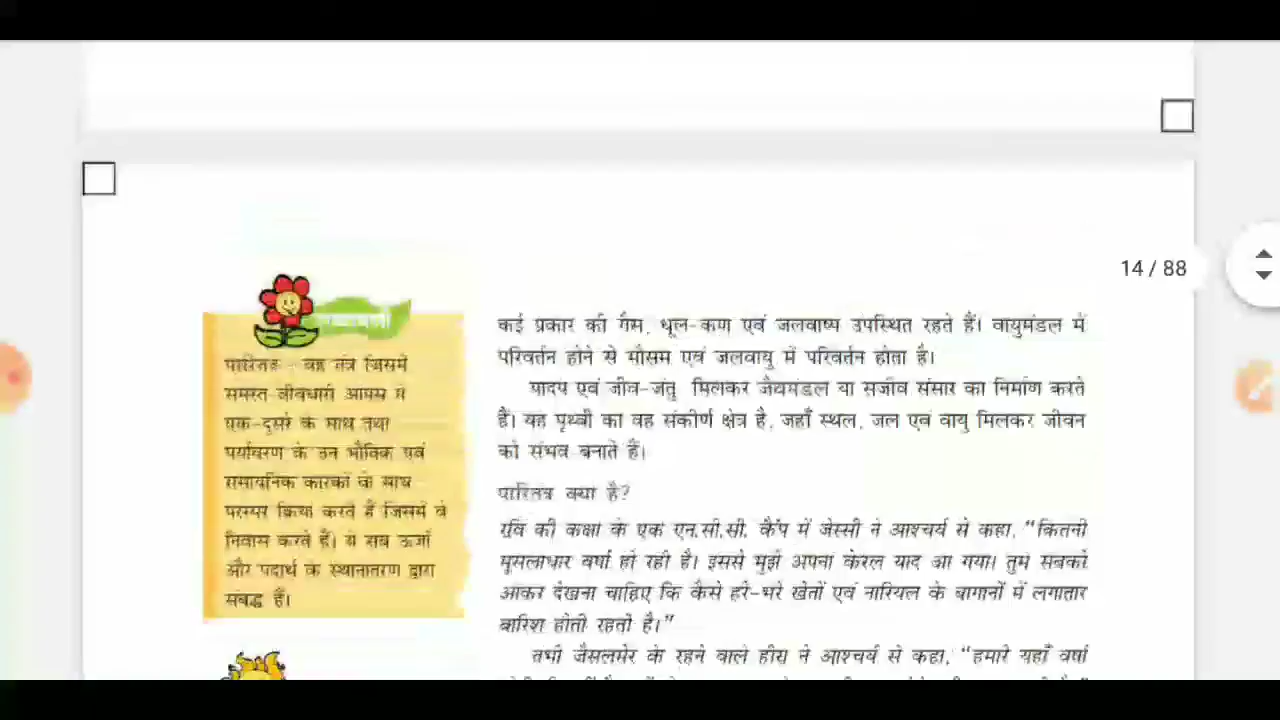 14 / 88
पारितंत्र - वह तंत्र जिसमें
समस्त जीवधारी आपस में
एक-दूसरे के साथ तथा
पर्यावरण के उन भौतिक एवं
रासायनिक कारकों के साथ
परस्पर क्रिया करते हैं जिसमें वे
निवास करते हैं। ये सब ऊर्जा
और पदार्थ के स्थानांतरण द्वारा
संबद्ध हैं।
कई प्रकार की गैस, धूल-कण एवं जलवाष्प उपस्थित रहते हैं। वायुमंडल में
परिवर्तन होने से मौसम एवं जलवायु में परिवर्तन होता है।
पादप एवं जीव-जंतु मिलकर जैवमंडल या सजीव संसार का निर्माण करते
हैं। यह पृथ्वी का वह संकीर्ण क्षेत्र है, जहाँ स्थल, जल एवं वायु मिलकर जीवन
को संभव बनाते हैं।
पारितंत्र क्या है?
रवि की कक्षा के एक एन.सी.सी. कैंप में जेस्सी ने आश्चर्य से कहा, “कितनी
मूसलाधार वर्षा हो रही है। इससे मुझे अपना केरल याद आ गया। तुम सबको
आकर देखना चाहिए कि कैसे हरे-भरे खेतों एवं नारियल के बागानों में लगातार
बारिश होती रहती है।”
तभी जैसलमेर के रहने वाले हीरा ने आश्चर्य से कहा, “हमारे यहाँ वर्षा